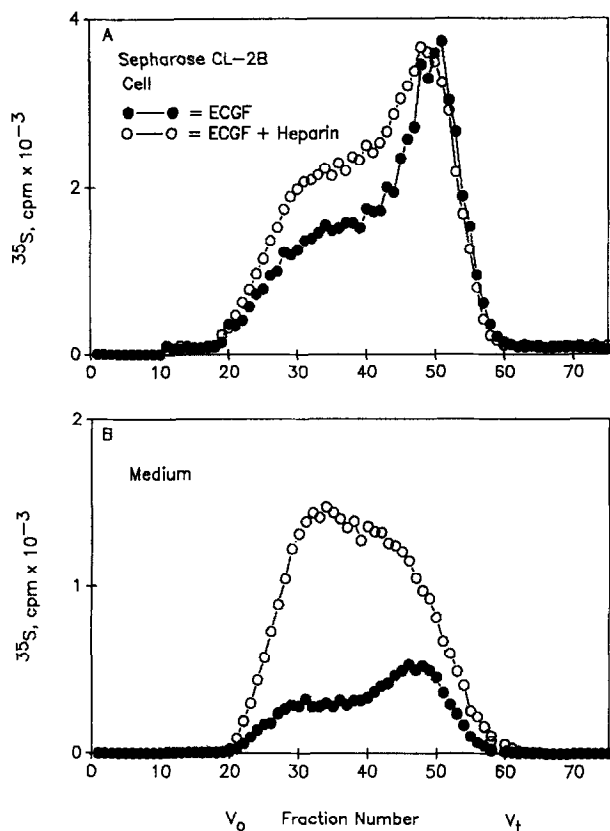 A
Sepharose CL-2B
Cell
●—● = ECGF
○—○ = ECGF + Heparin
35S, cpm x 10−3
4
2
0
0 10 20 30 40 50 60 70
B
Medium
35S, cpm x 10−3
2
1
0
0 10 20 30 40 50 60 70
Vo Fraction Number Vt